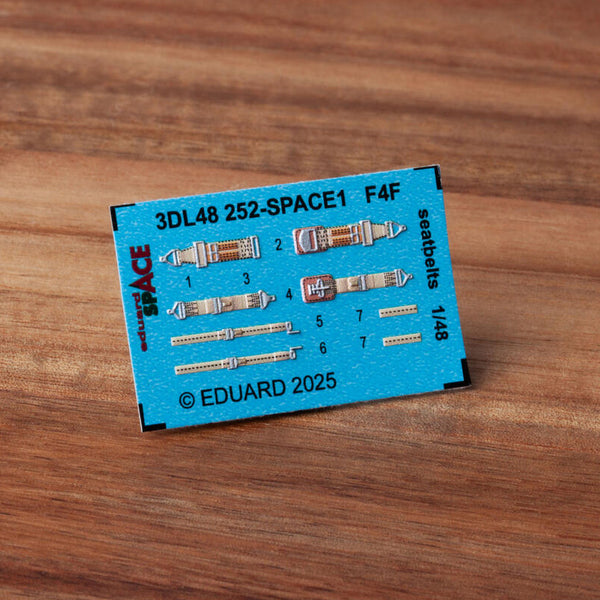 3DL48 252-SPACE1 F4F
eduard
SPACE
seatbelts 1/48
2
1 3
4
5 7
6 7
© EDUARD 2025